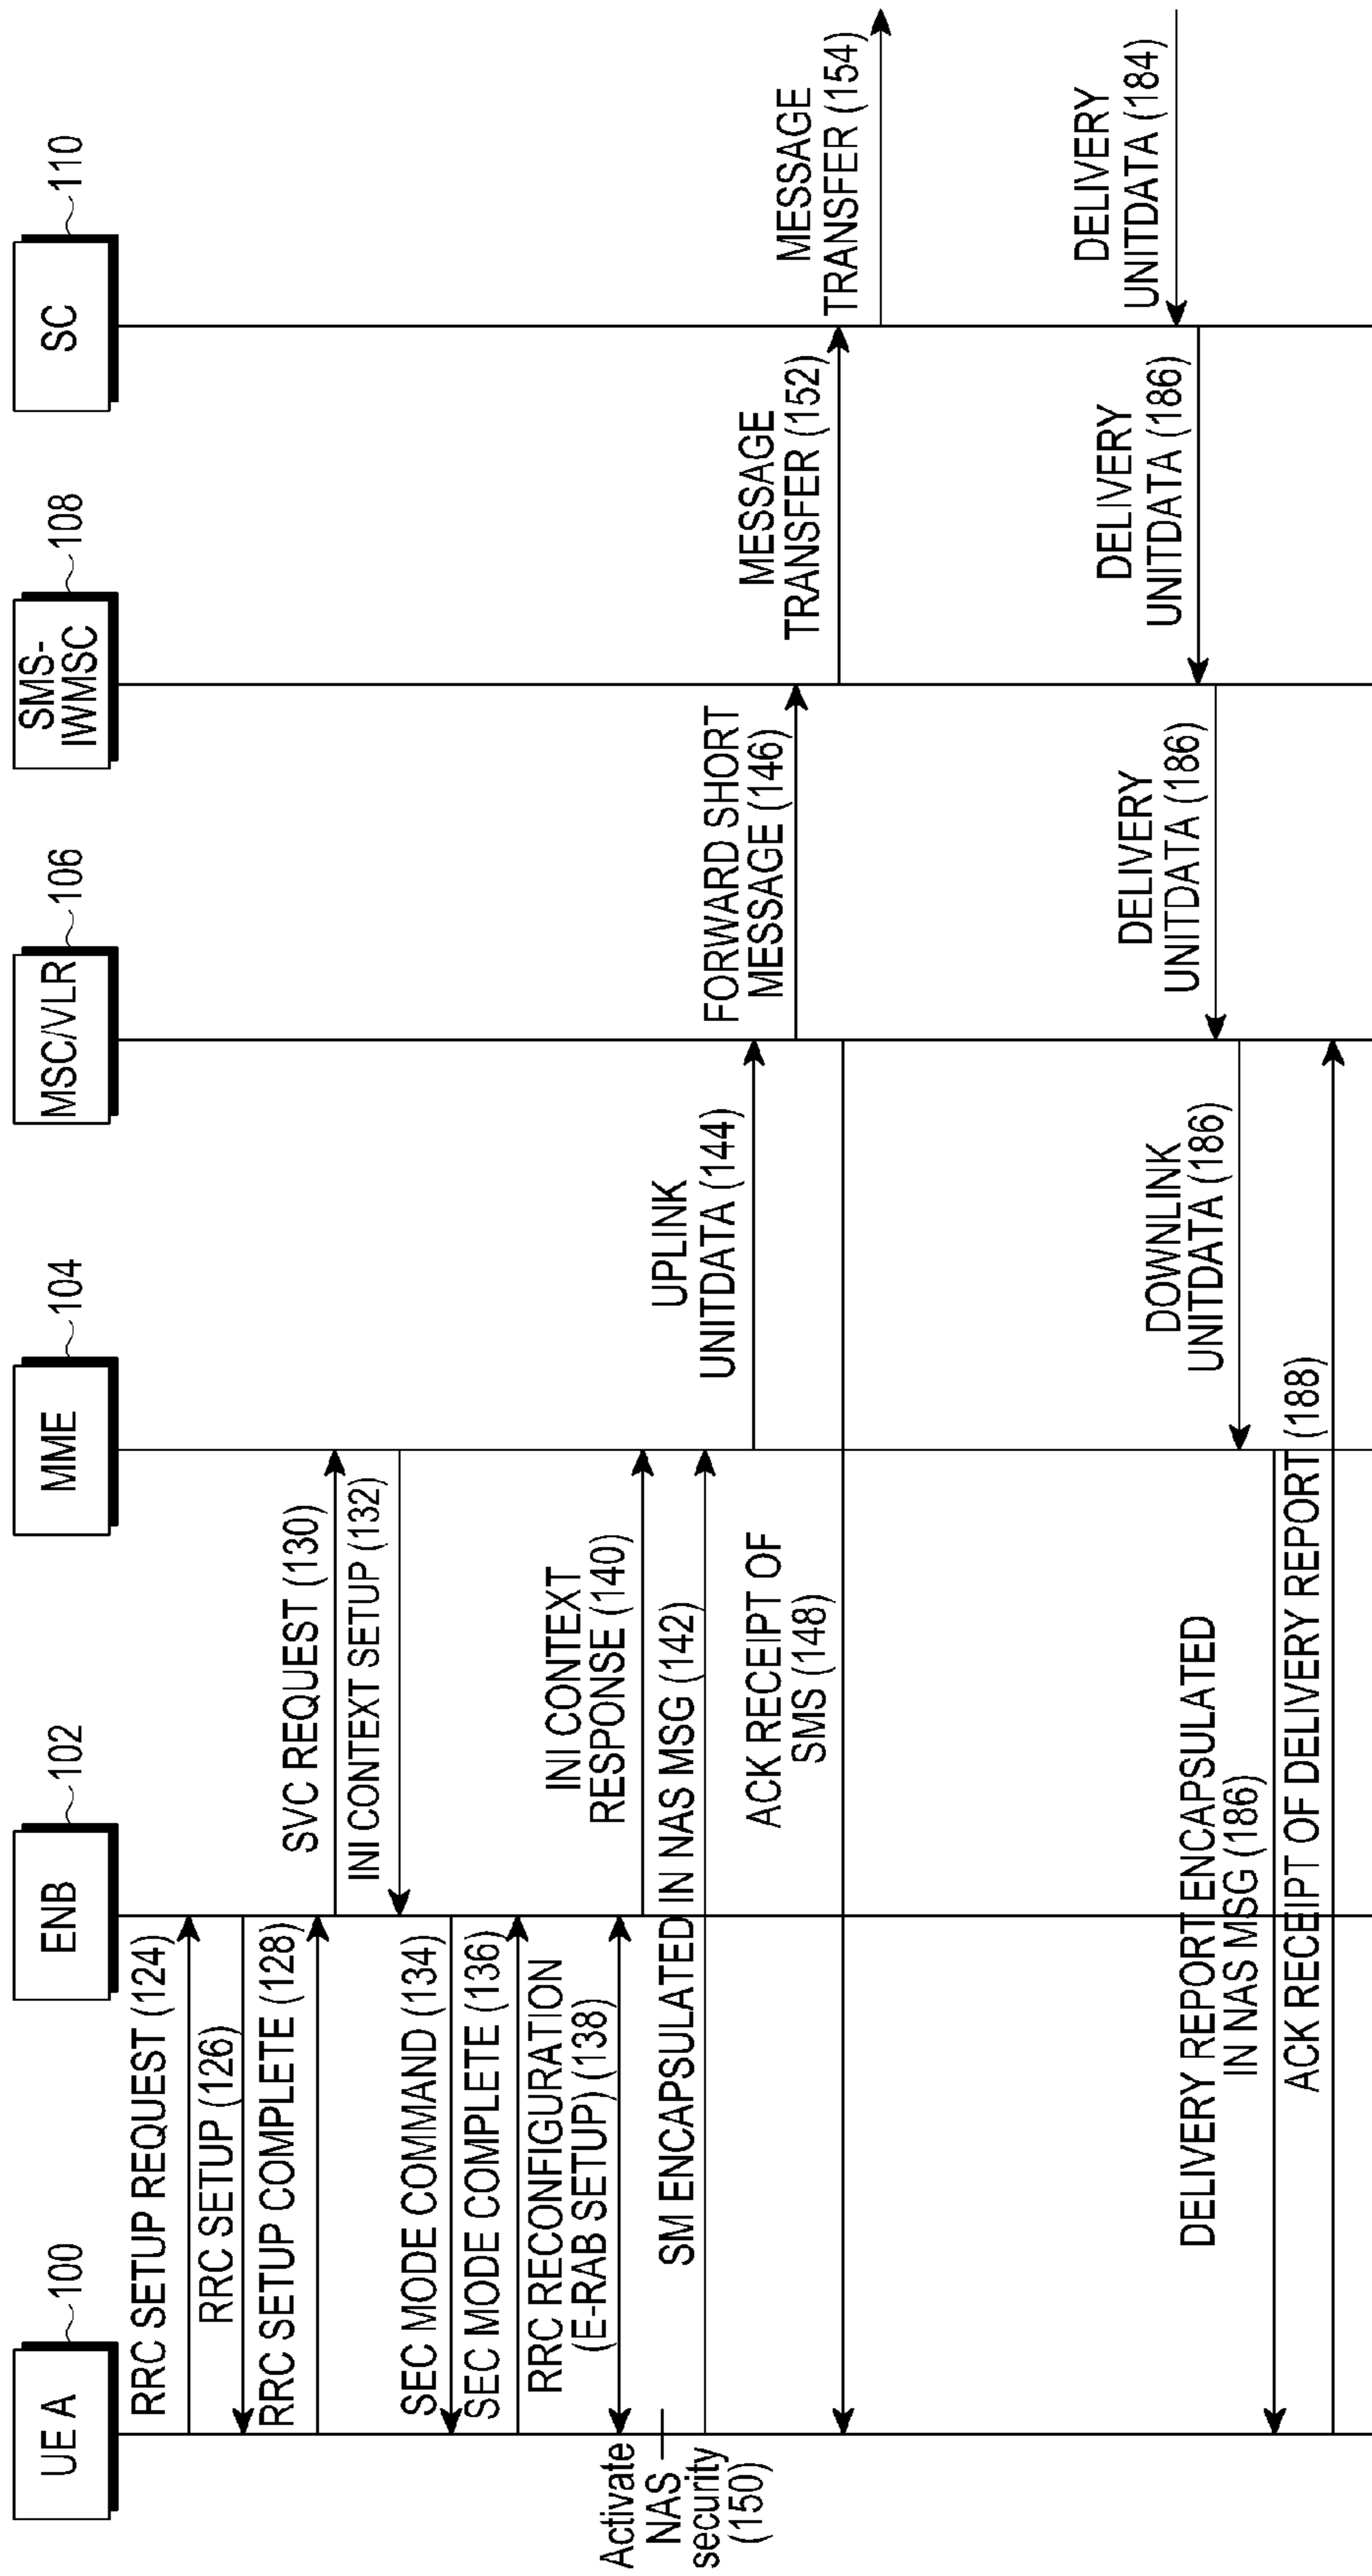 UE A
100
ENB
102
MME
104
MSC/VLR
106
SMS-
IWMSC
108
SC
110
RRC SETUP REQUEST (124)
RRC SETUP (126)
RRC SETUP COMPLETE (128)
SVC REQUEST (130)
INI CONTEXT SETUP (132)
SEC MODE COMMAND (134)
SEC MODE COMPLETE (136)
RRC RECONFIGURATION
(E-RAB SETUP) (138)
INI CONTEXT
RESPONSE (140)
Activate
NAS
security
(150)
SM ENCAPSULATED IN NAS MSG (142)
UPLINK
UNITDATA (144)
FORWARD SHORT
MESSAGE (146)
MESSAGE
TRANSFER (152)
ACK RECEIPT OF
SMS (148)
MESSAGE
TRANSFER (154)
DELIVERY
UNITDATA (184)
DELIVERY
UNITDATA (186)
DELIVERY
UNITDATA (186)
DOWNLINK
UNITDATA (186)
DELIVERY REPORT ENCAPSULATED
IN NAS MSG (186)
ACK RECEIPT OF DELIVERY REPORT (188)